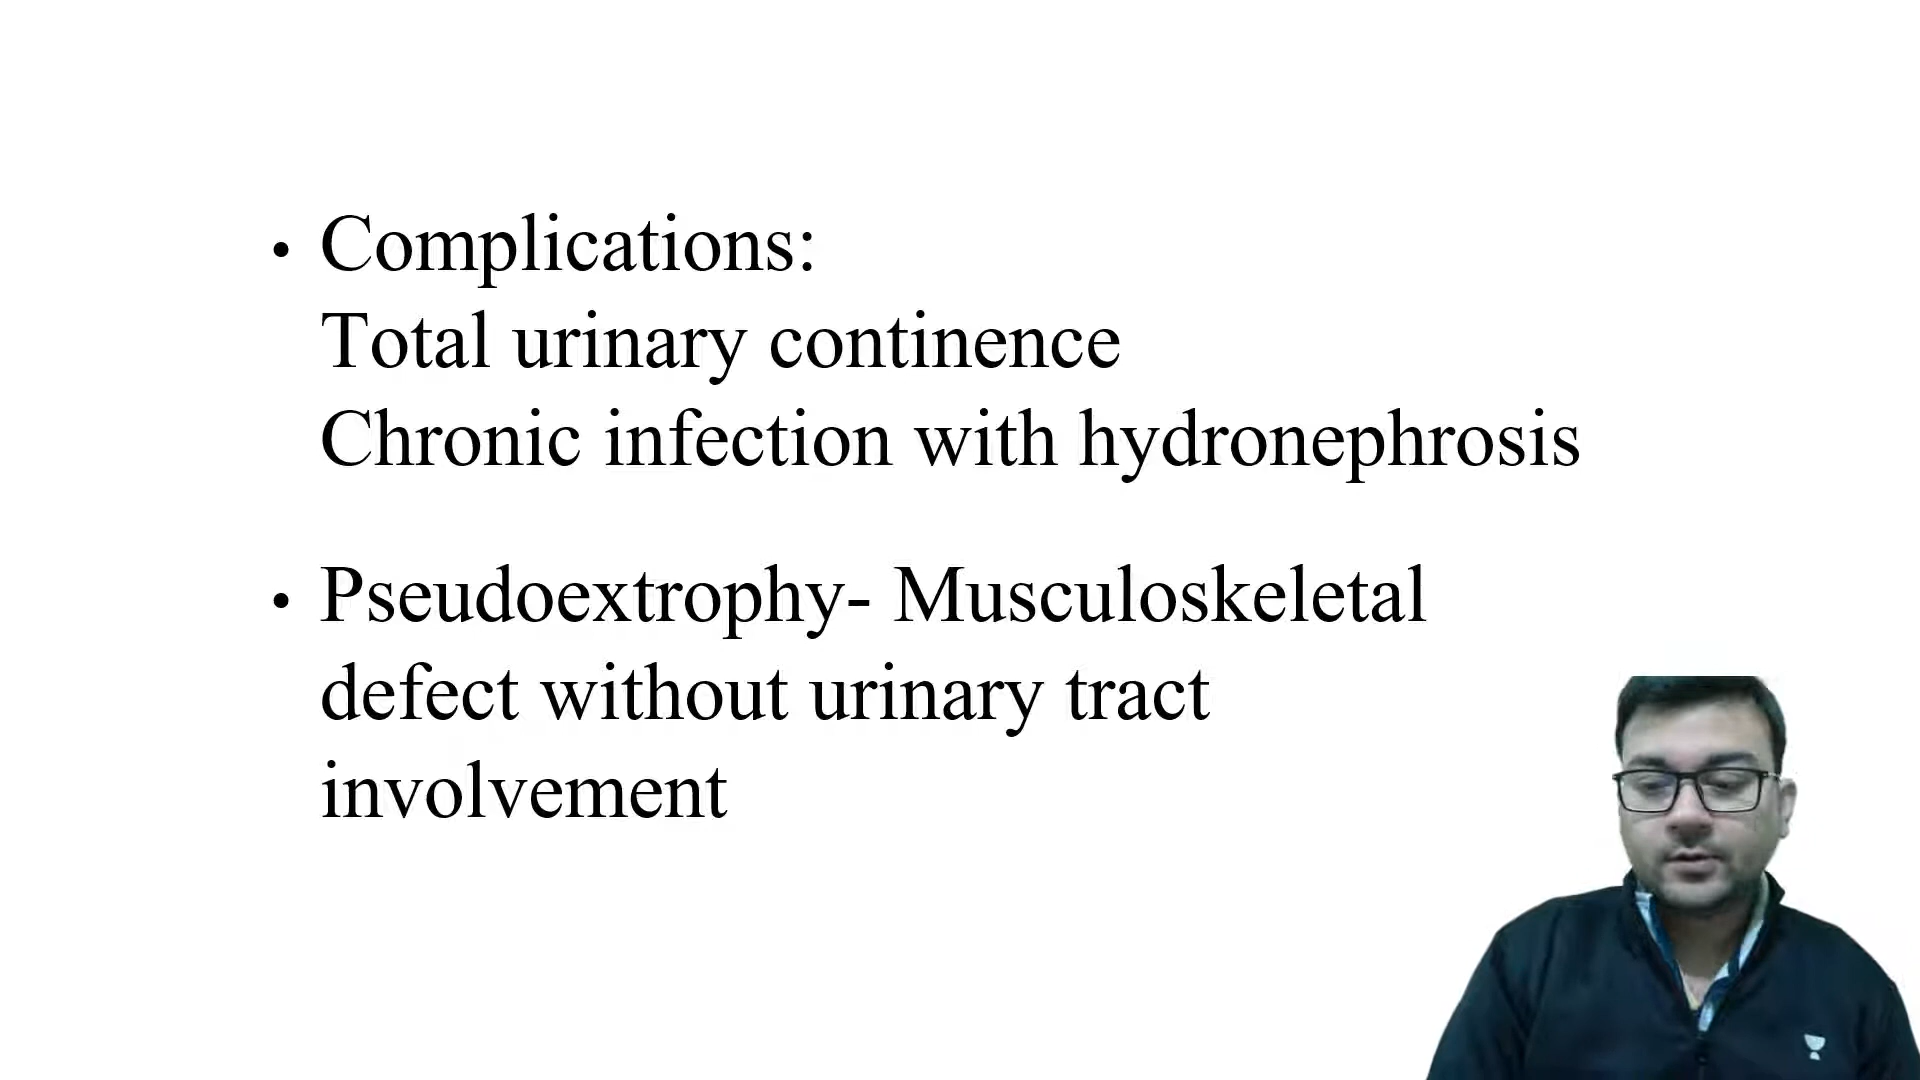 • Complications:
Total urinary continence
Chronic infection with hydronephrosis
• Pseudoextrophy- Musculoskeletal
defect without urinary tract
involvement